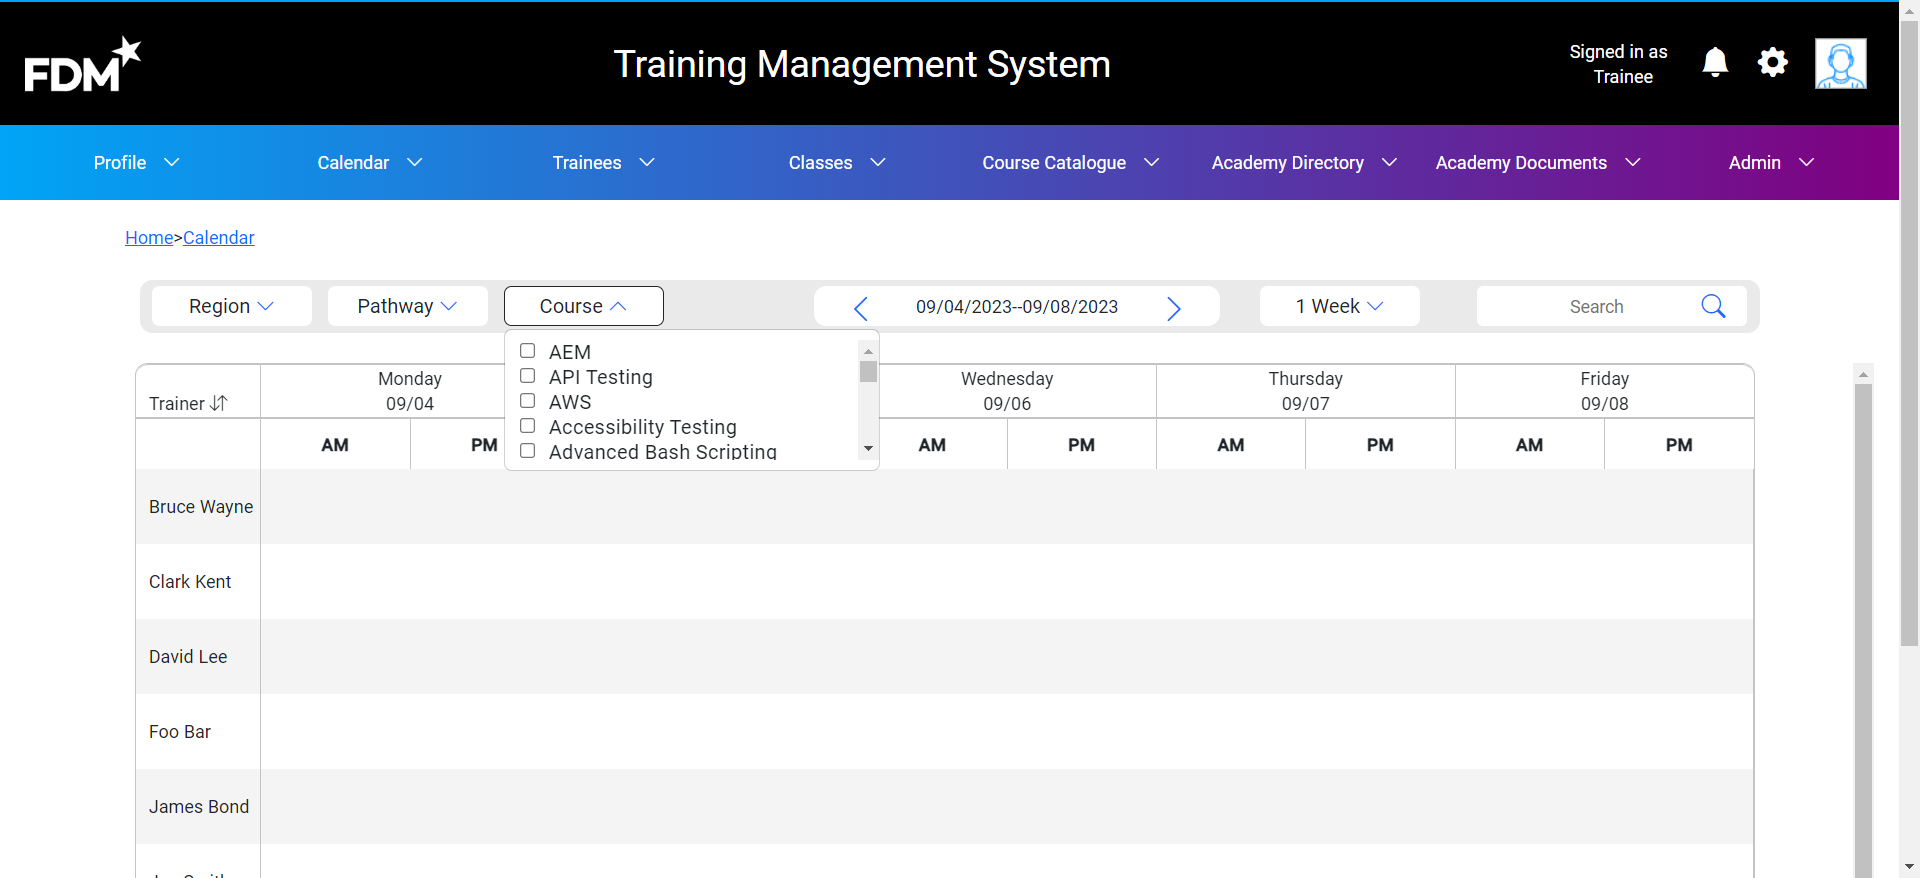 FDM
Training Management System
Signed in as
Trainee
Profile
Calendar
Trainees
Classes
Course Catalogue
Academy Directory
Academy Documents
Admin
Home>Calendar
Region
Pathway
Course
09/04/2023--09/08/2023
1 Week
Search
AEM
API Testing
AWS
Accessibility Testing
Advanced Bash Scripting
Trainer
Monday
09/04
Wednesday
09/06
Thursday
09/07
Friday
09/08
AM
PM
AM
PM
AM
PM
AM
PM
Bruce Wayne
Clark Kent
David Lee
Foo Bar
James Bond